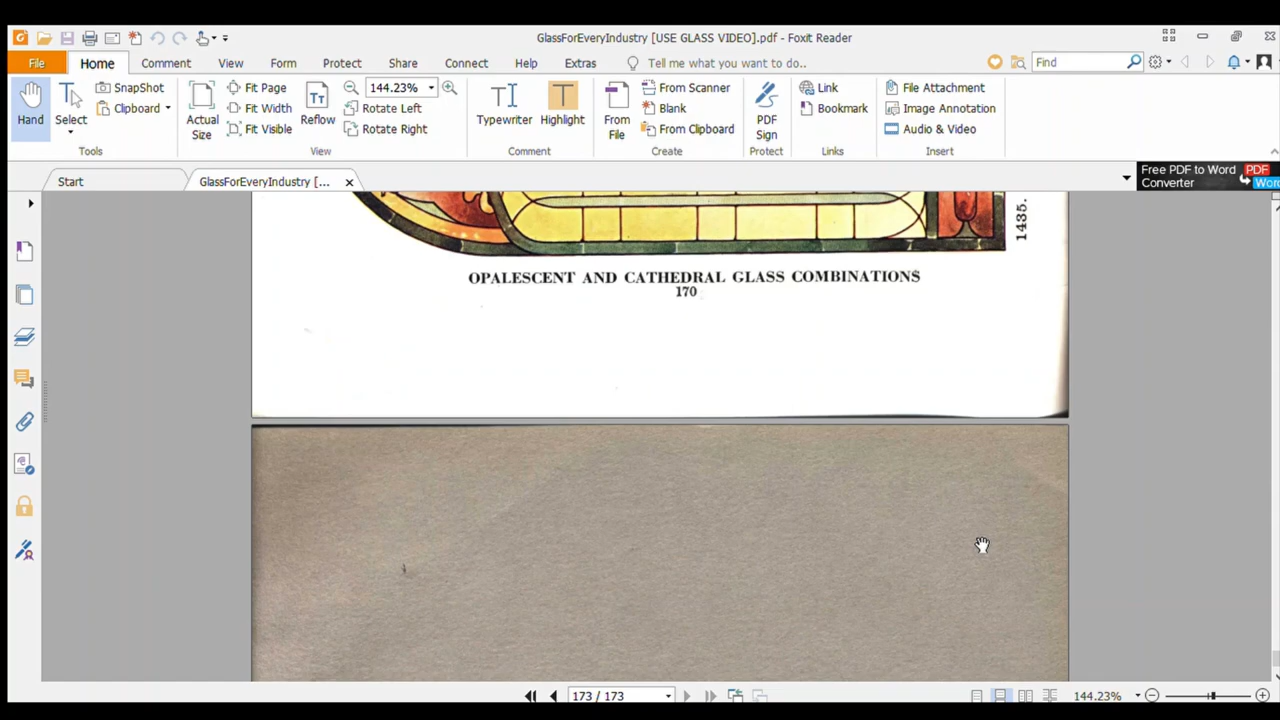 GlassForEveryIndustry [USE GLASS VIDEO].pdf - Foxit Reader
File Home Comment View Form Protect Share Connect Help Extras Tell me what you want to do.. Find
Hand
Select
SnapShot
Clipboard
Tools
Actual Size
Fit Page
Fit Width
Fit Visible
Reflow
144.23%
Rotate Left
Rotate Right
View
Typewriter
Highlight
Comment
From File
From Scanner
Blank
From Clipboard
Create
PDF Sign
Protect
Link
Bookmark
Links
File Attachment
Image Annotation
Audio & Video
Insert
Start
GlassForEveryIndustry [...
Free PDF to Word
Converter
PDF
Word
1435.
OPALESCENT AND CATHEDRAL GLASS COMBINATIONS
170
173 / 173
144.23%